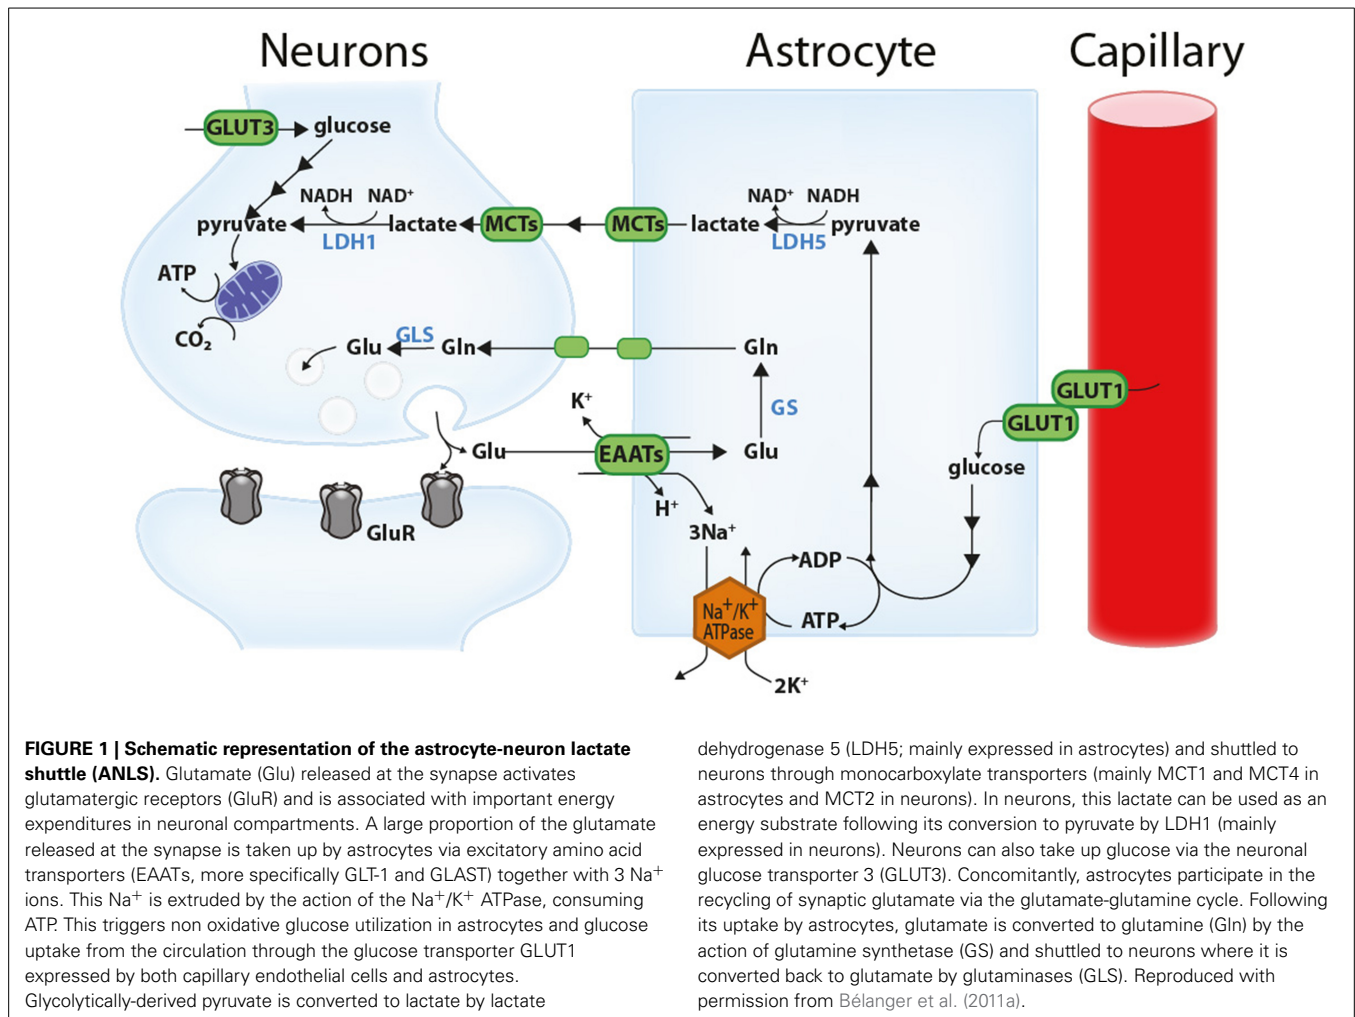 Neurons
Astrocyte
Capillary
GLUT3
glucose
NADH
NAD+
NAD+
NADH
pyruvate
lactate
MCTs
MCTs
lactate
pyruvate
LDH1
LDH5
ATP
CO2
Glu
GLS
Gln
Gln
GS
GLUT1
GLUT1
K+
Glu
EAATs
Glu
glucose
H+
3Na+
GluR
ADP
Na+/K+
ATPase
ATP
2K+
FIGURE 1 | Schematic representation of the astrocyte-neuron lactate
shuttle (ANLS). Glutamate (Glu) released at the synapse activates
glutamatergic receptors (GluR) and is associated with important energy
expenditures in neuronal compartments. A large proportion of the glutamate
released at the synapse is taken up by astrocytes via excitatory amino acid
transporters (EAATs, more specifically GLT-1 and GLAST) together with 3 Na+
ions. This Na+ is extruded by the action of the Na+/K+ ATPase, consuming
ATP. This triggers non oxidative glucose utilization in astrocytes and glucose
uptake from the circulation through the glucose transporter GLUT1
expressed by both capillary endothelial cells and astrocytes.
Glycolytically-derived pyruvate is converted to lactate by lactate
dehydrogenase 5 (LDH5; mainly expressed in astrocytes) and shuttled to
neurons through monocarboxylate transporters (mainly MCT1 and MCT4 in
astrocytes and MCT2 in neurons). In neurons, this lactate can be used as an
energy substrate following its conversion to pyruvate by LDH1 (mainly
expressed in neurons). Neurons can also take up glucose via the neuronal
glucose transporter 3 (GLUT3). Concomitantly, astrocytes participate in the
recycling of synaptic glutamate via the glutamate-glutamine cycle. Following
its uptake by astrocytes, glutamate is converted to glutamine (Gln) by the
action of glutamine synthetase (GS) and shuttled to neurons where it is
converted back to glutamate by glutaminases (GLS). Reproduced with
permission from Bélanger et al. (2011a).